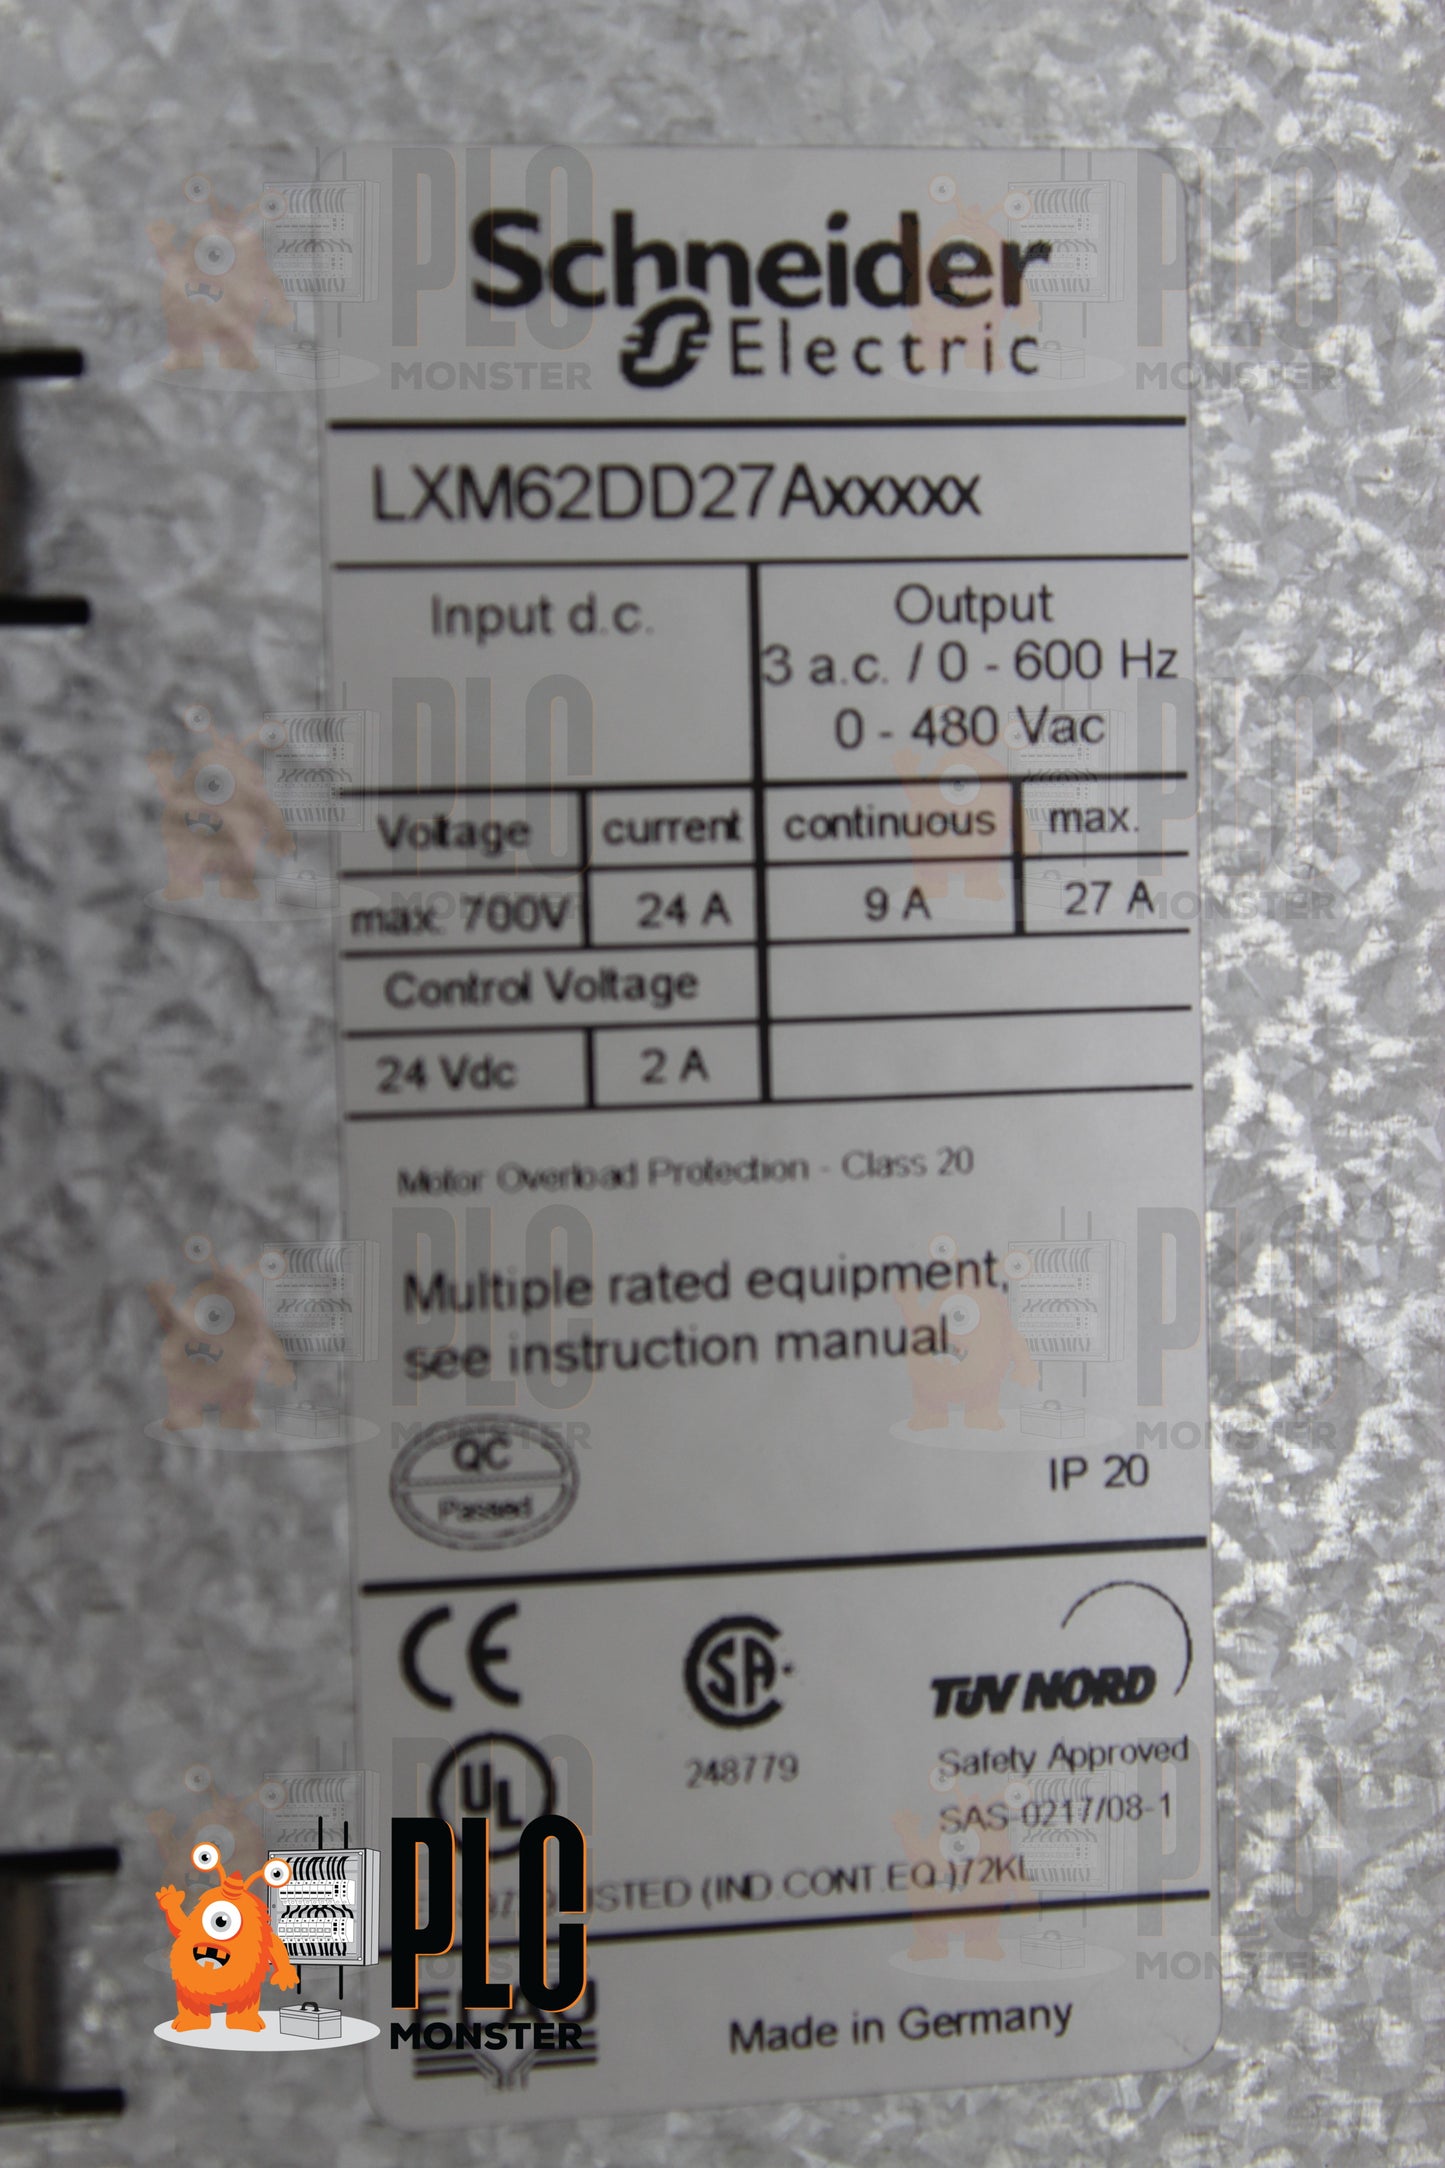 Schneider
Electric
LXM62DD27Axxxxx
Input d.c.
Output
3 a.c. / 0 - 600 Hz
0 - 480 Vac
Voltage current continuous max.
max. 700V 24 A 9 A 27 A
Control Voltage
24 Vdc 2 A
Motor Overload Protection - Class 20
Multiple rated equipment,
see instruction manual.
QC
Passed
IP 20
CE
SA
TÜV NORD
248779
Safety Approved
SAS-0217/08-1
UL
(IND.CONT.EQ.)72KL
Made in Germany
PLC
MONSTER